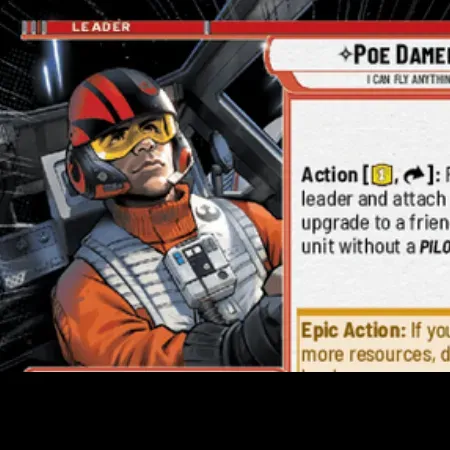 LEADER
POE DAME
I CAN FLY ANYTHIN
Action [1, ]:
leader and attach
upgrade to a frien
unit without a PILO
Epic Action: If you
more resources, d